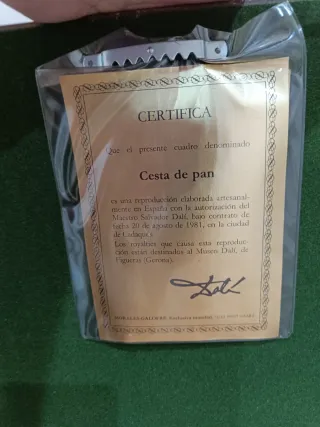 CERTIFICA
Que el presente cuadro denominado
Cesta de pan
es una reproducción elaborada artesanal-
mente en España con la autorización del
Maestro Salvador Dalí, bajo contrato de
fecha 20 de agosto de 1981, en la ciudad
de Cadaqués.
Los royalties que causa esta reproduc-
ción están destinados al Museo Dalí, de
Figueras (Gerona).
Dalí